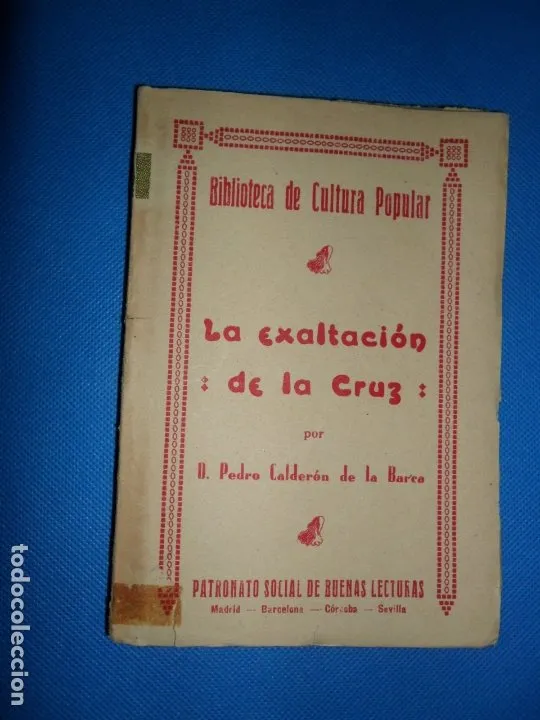 Biblioteca de Cultura Popular
La exaltación
: de la Cruz :
por
D. Pedro Calderón de la Barca
PATRONATO SOCIAL DE BUENAS LECTURAS
Madrid — Barcelona — Córdoba — Sevilla
todocoleccion.net